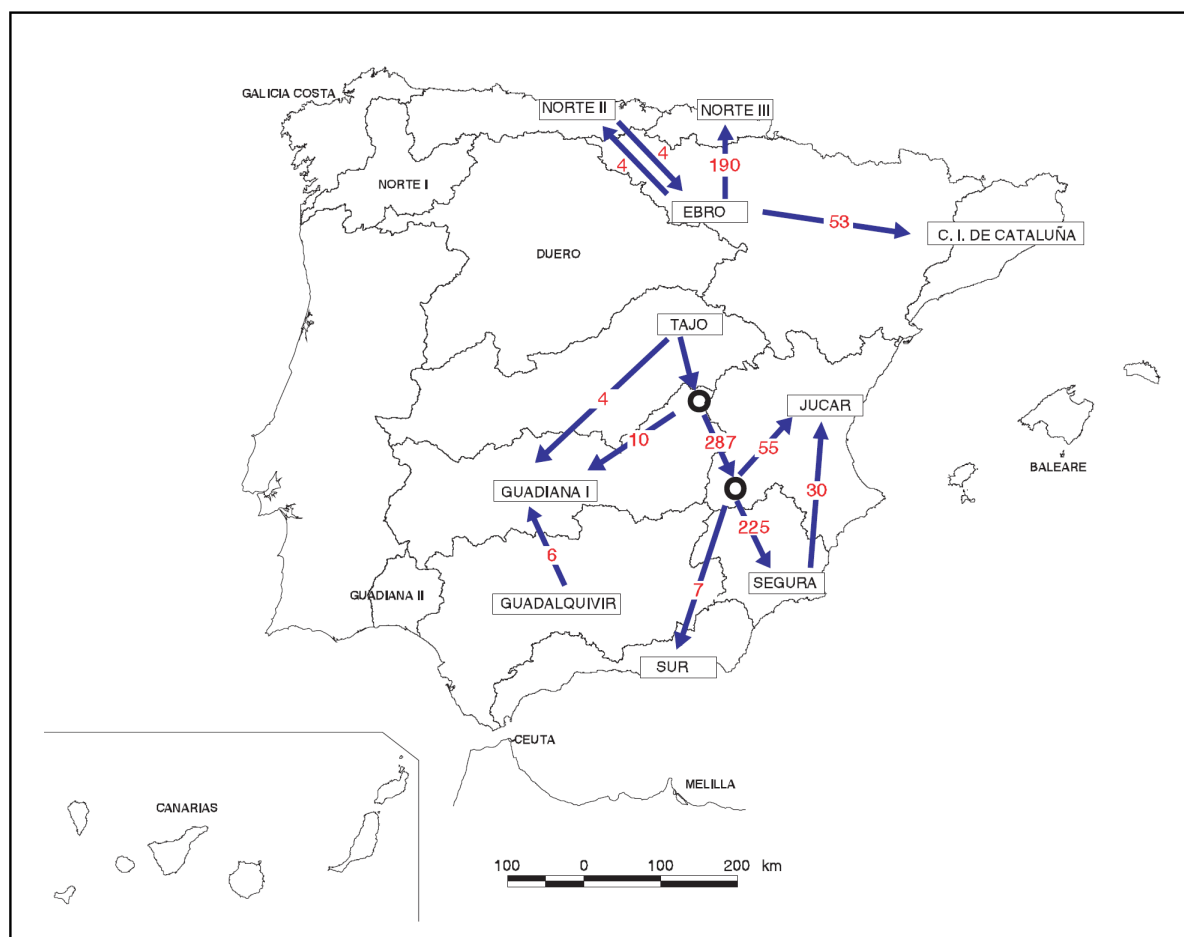 GALICIA COSTA
NORTE II
NORTE III
4
4
190
NORTE I
EBRO
53
C. I. DE CATALUÑA
DUERO
TAJO
4
JUCAR
10
287
55
BALEARE
GUADIANA I
30
225
6
SEGURA
7
GUADIANA II
GUADALQUIVIR
SUR
CEUTA
MELILLA
CANARIAS
100 0 100 200 km